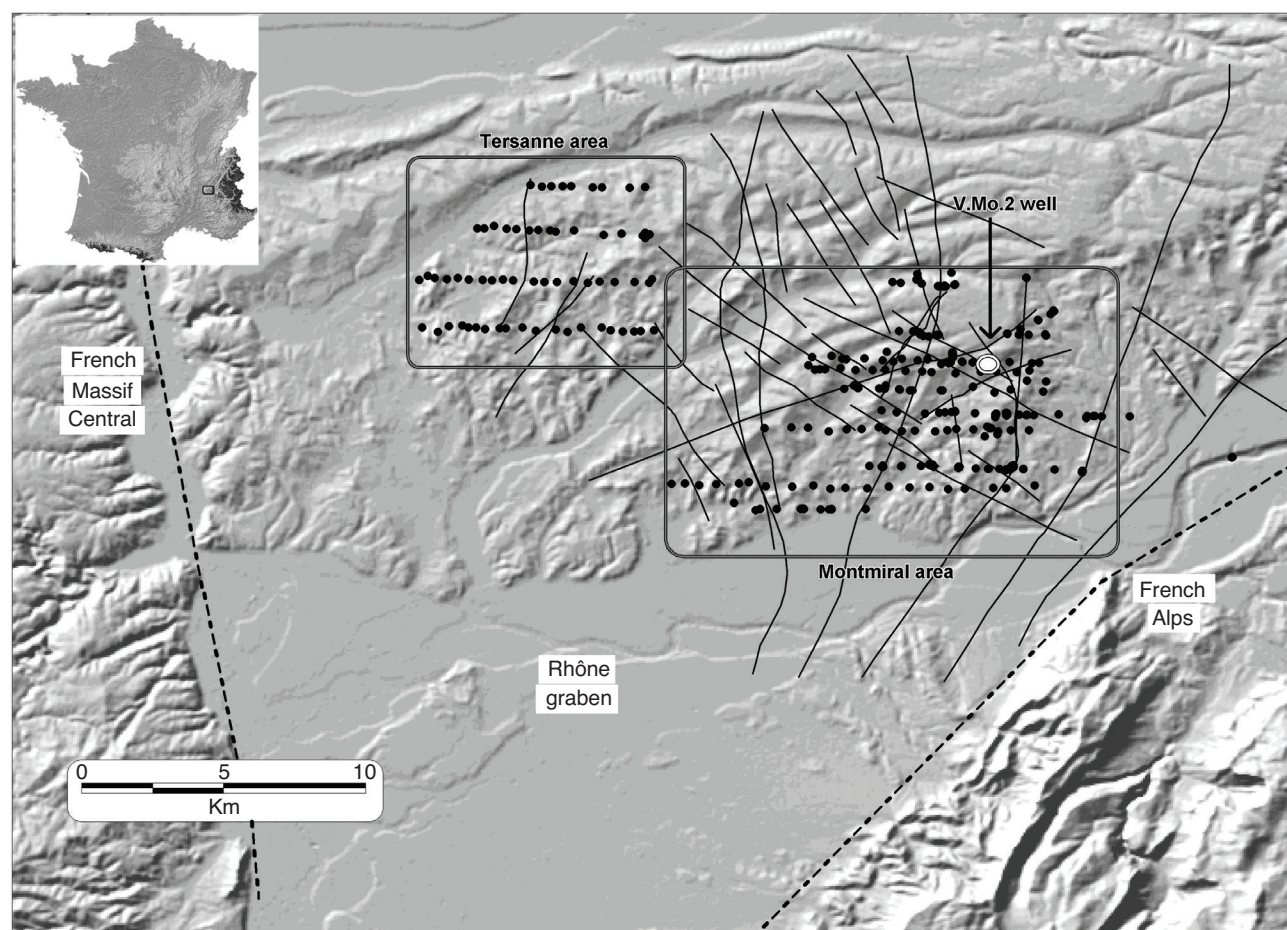 Tersanne area
V.Mo.2 well
French
Massif
Central
Montmiral area
French
Alps
Rhône
graben
0 5 10
Km